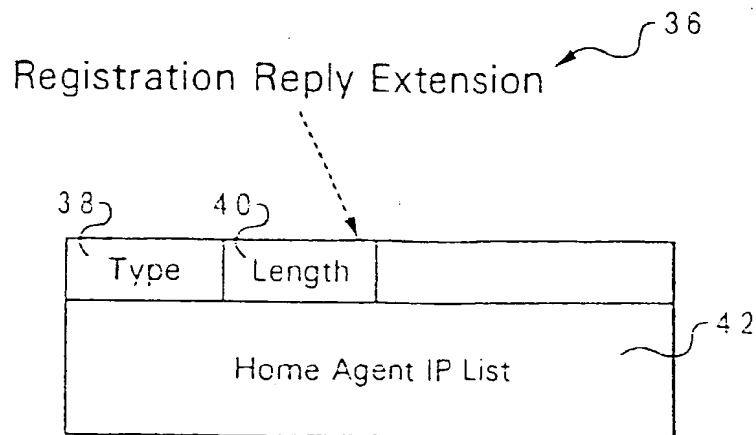 36
Registration Reply Extension
38 40
Type Length
42
Home Agent IP List